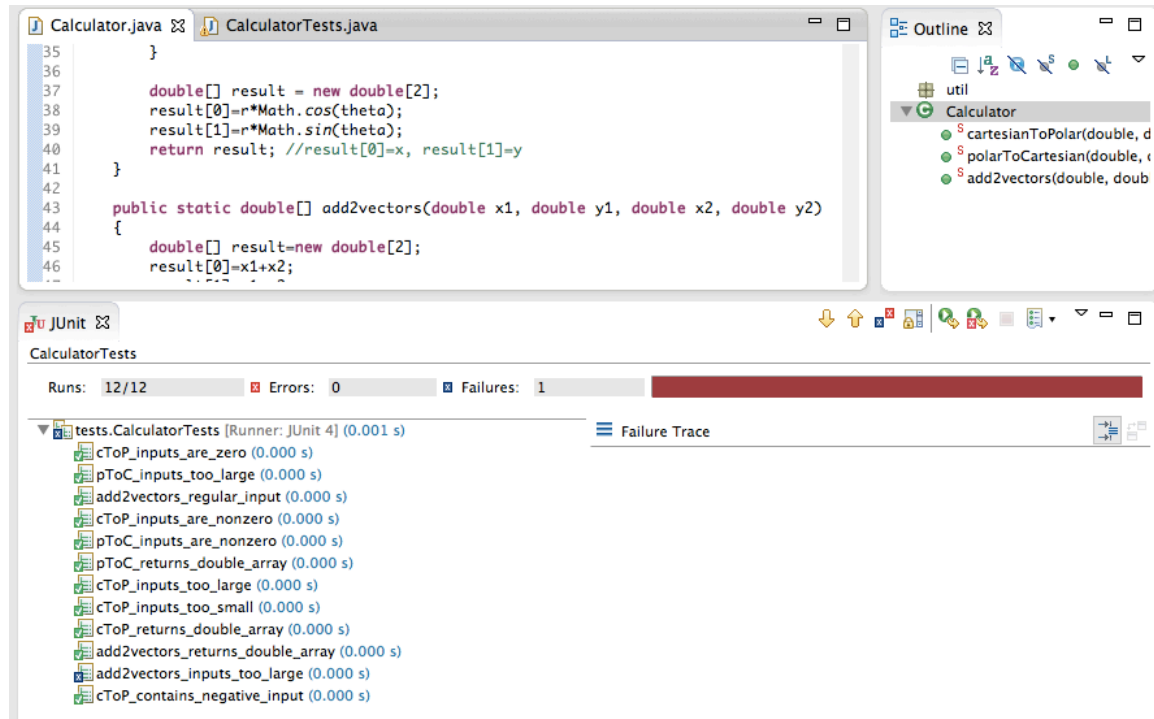 Calculator.java CalculatorTests.java
35 }
36
37 double[] result = new double[2];
38 result[0]=r*Math.cos(theta);
39 result[1]=r*Math.sin(theta);
40 return result; //result[0]=x, result[1]=y
41 }
42
43 public static double[] add2vectors(double x1, double y1, double x2, double y2)
44 {
45 double[] result=new double[2];
46 result[0]=x1+x2;
Outline
util
Calculator
S cartesianToPolar(double, d
S polarToCartesian(double,
S add2vectors(double, doub
JUnit
CalculatorTests
Runs: 12/12 Errors: 0 Failures: 1
tests.CalculatorTests [Runner: JUnit 4] (0.001 s)
cToP_inputs_are_zero (0.000 s)
pToC_inputs_too_large (0.000 s)
add2vectors_regular_input (0.000 s)
cToP_inputs_are_nonzero (0.000 s)
pToC_inputs_are_nonzero (0.000 s)
pToC_returns_double_array (0.000 s)
cToP_inputs_too_large (0.000 s)
cToP_inputs_too_small (0.000 s)
cToP_returns_double_array (0.000 s)
add2vectors_returns_double_array (0.000 s)
add2vectors_inputs_too_large (0.000 s)
cToP_contains_negative_input (0.000 s)
Failure Trace